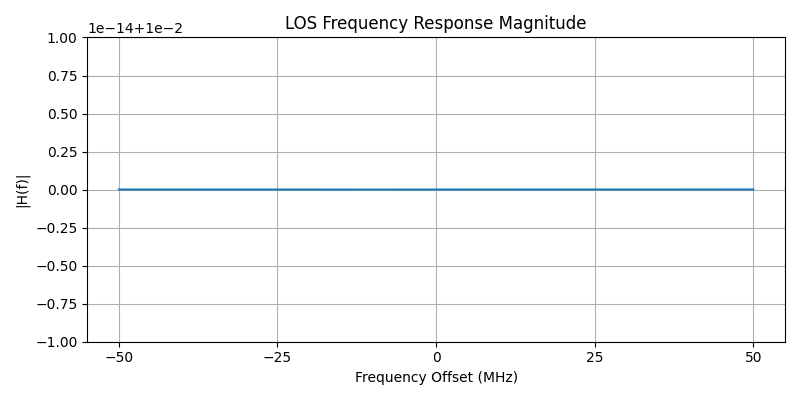 LOS Frequency Response Magnitude
1e−14+1e−2
1.00
0.75
0.50
0.25
0.00
−0.25
−0.50
−0.75
−1.00
|H(f)|
−50 −25 0 25 50
Frequency Offset (MHz)